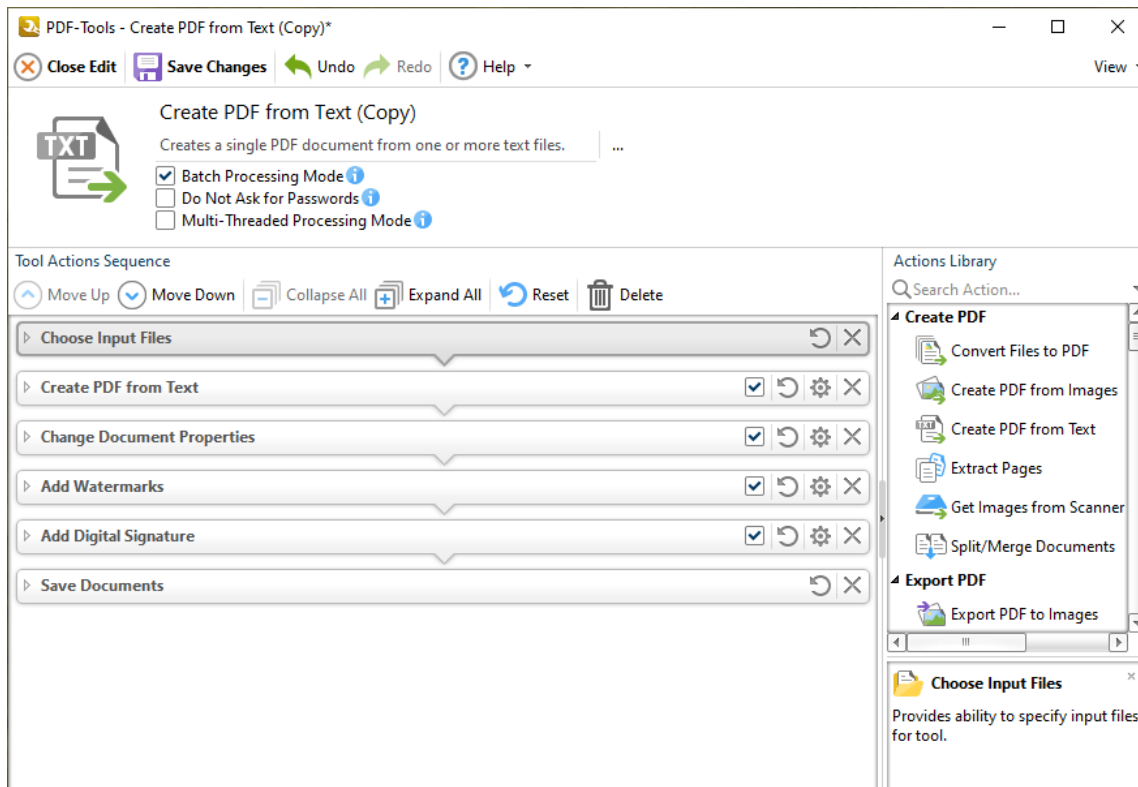 PDF-Tools - Create PDF from Text (Copy)*
Close Edit Save Changes Undo Redo ? Help View
Create PDF from Text (Copy)
TXT
Creates a single PDF document from one or more text files. ...
Batch Processing Mode i
Do Not Ask for Passwords i
Multi-Threaded Processing Mode i
Tool Actions Sequence
Move Up Move Down Collapse All Expand All Reset Delete
Choose Input Files
Create PDF from Text
Change Document Properties
Add Watermarks
Add Digital Signature
Save Documents
Actions Library
Search Action...
Create PDF
Convert Files to PDF
Create PDF from Images
TXT Create PDF from Text
Extract Pages
Get Images from Scanner
Split/Merge Documents
Export PDF
Export PDF to Images
Choose Input Files
Provides ability to specify input files
for tool.